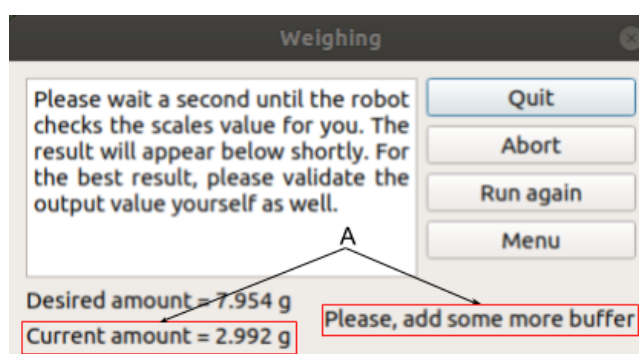 Weighing
Please wait a second until the robot
checks the scales value for you. The
result will appear below shortly. For
the best result, please validate the
output value yourself as well.
Quit
Abort
Run again
Menu
A
Desired amount = 7.954 g
Current amount = 2.992 g
Please, add some more buffer